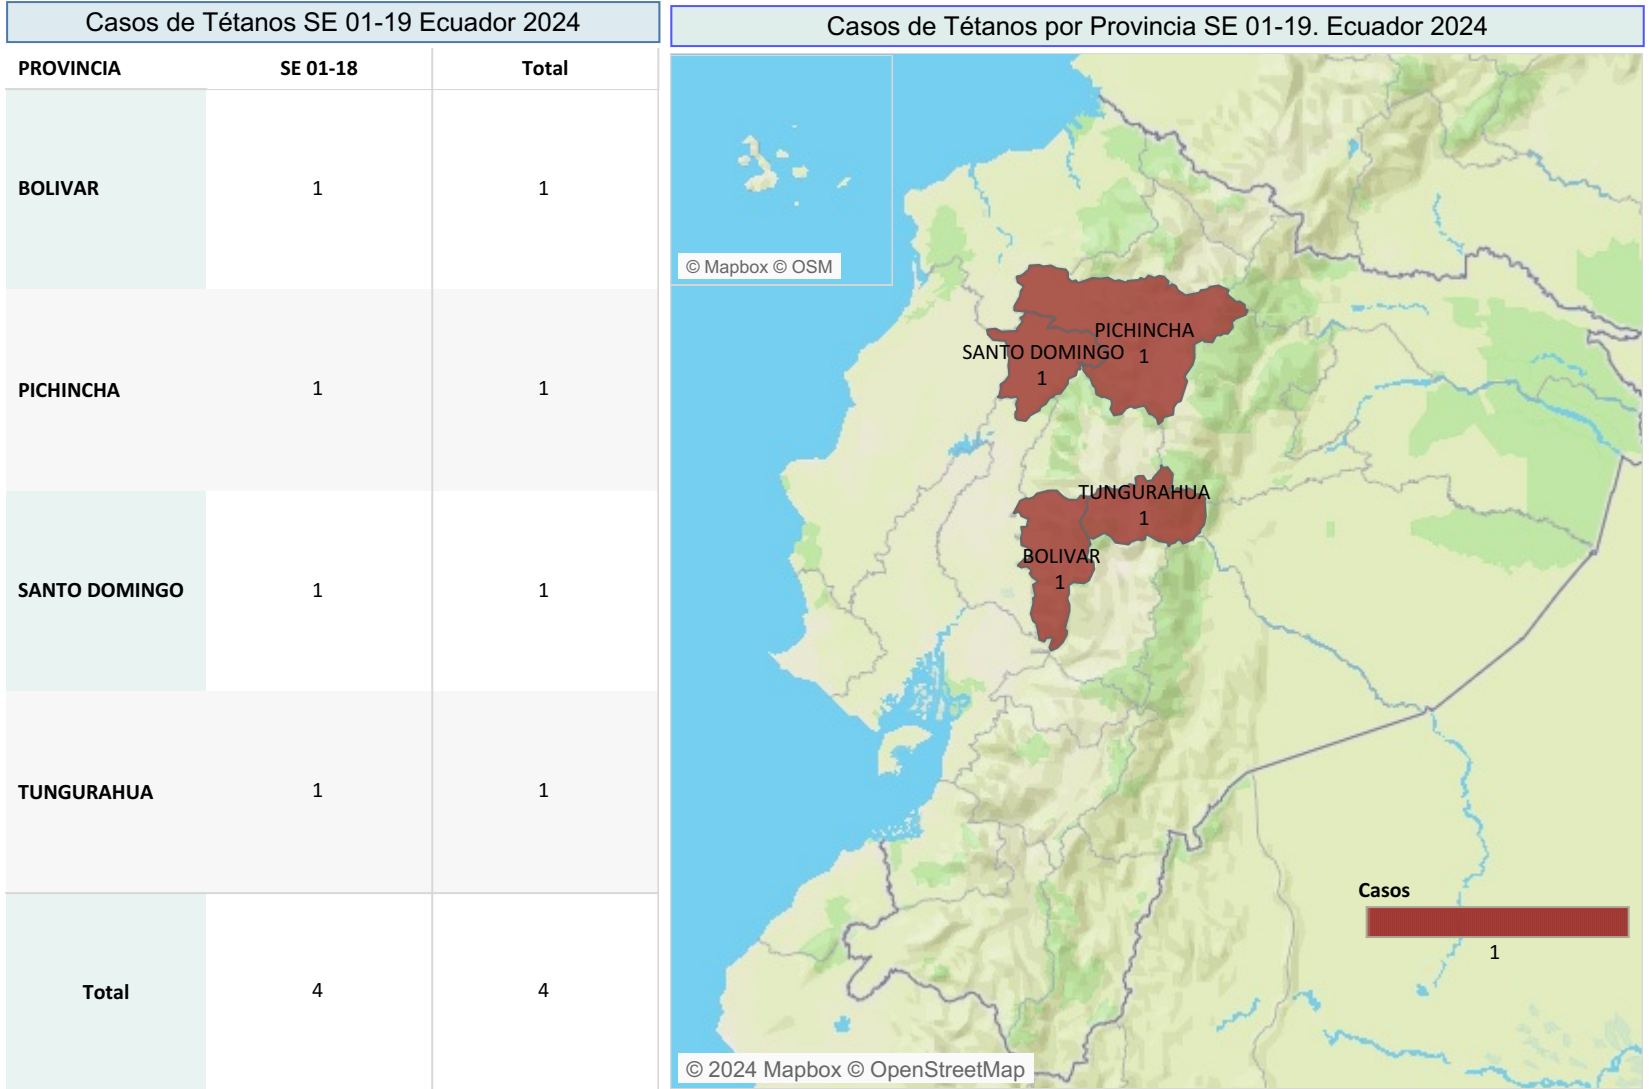 Casos de Tétanos SE 01-19 Ecuador 2024
PROVINCIA SE 01-18 Total
BOLIVAR 1 1
PICHINCHA 1 1
SANTO DOMINGO 1 1
TUNGURAHUA 1 1
Total 4 4
Casos de Tétanos por Provincia SE 01-19. Ecuador 2024
© Mapbox © OSM
PICHINCHA
1
SANTO DOMINGO
1
TUNGURAHUA
1
BOLIVAR
1
Casos
1
© 2024 Mapbox © OpenStreetMap